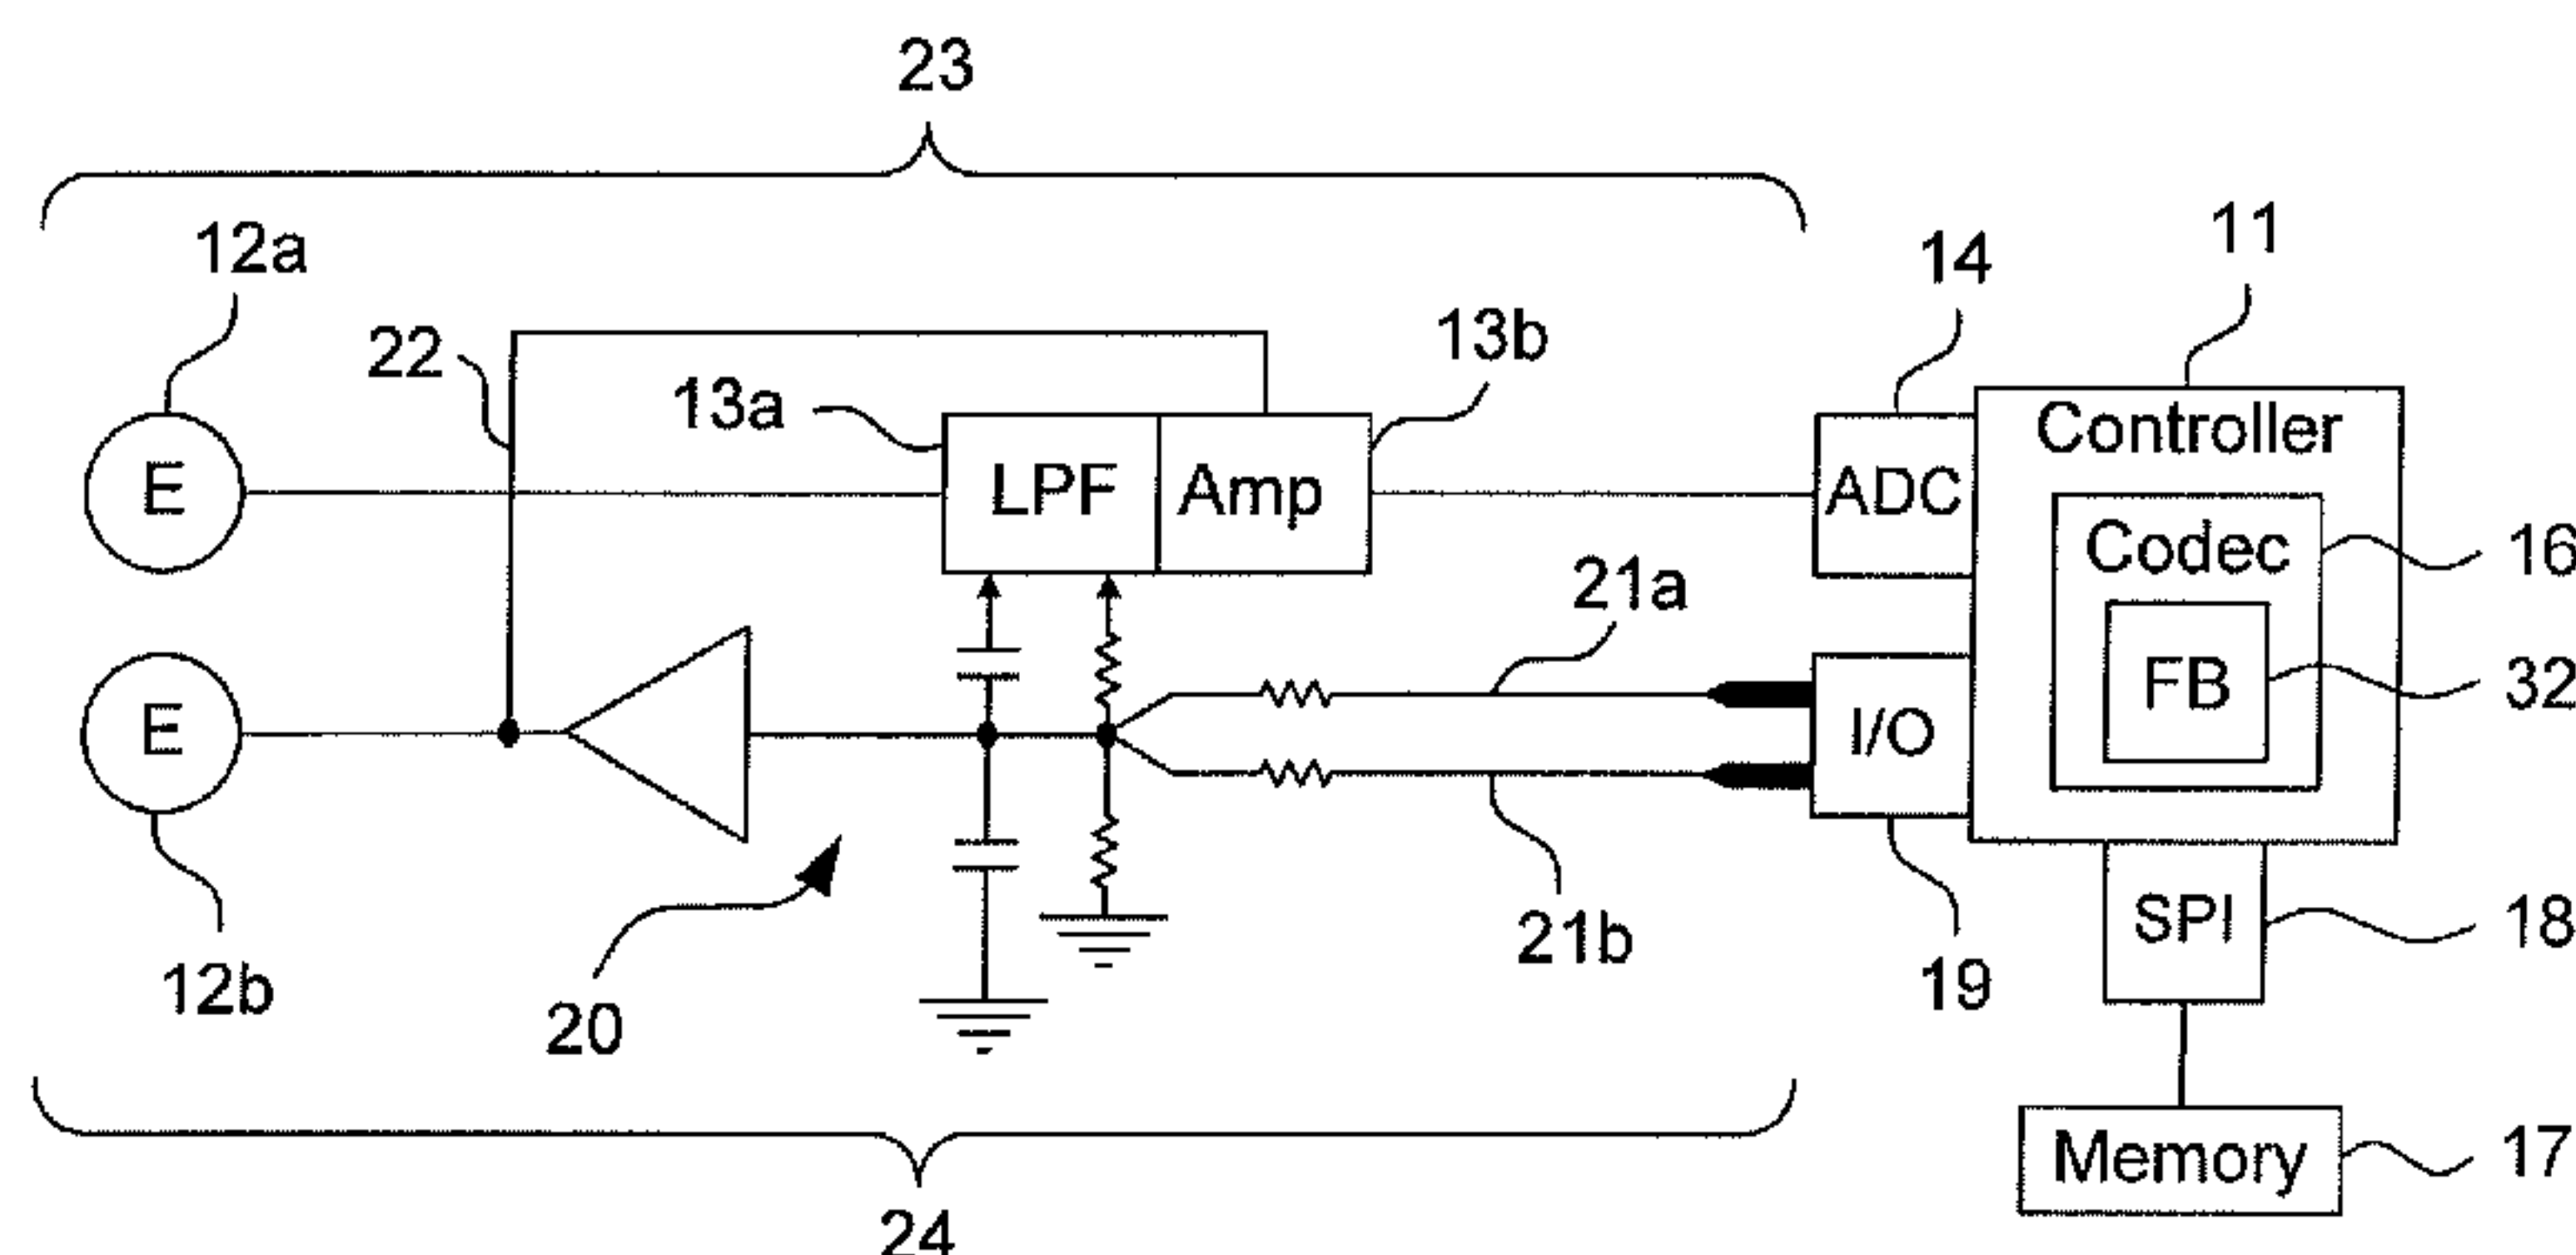 23
12a
14
11
22
13a
13b
Controller
E
LPF
Amp
ADC
Codec
16
21a
FB
32
E
I/O
21b
SPI
18
12b
20
19
Memory
17
24